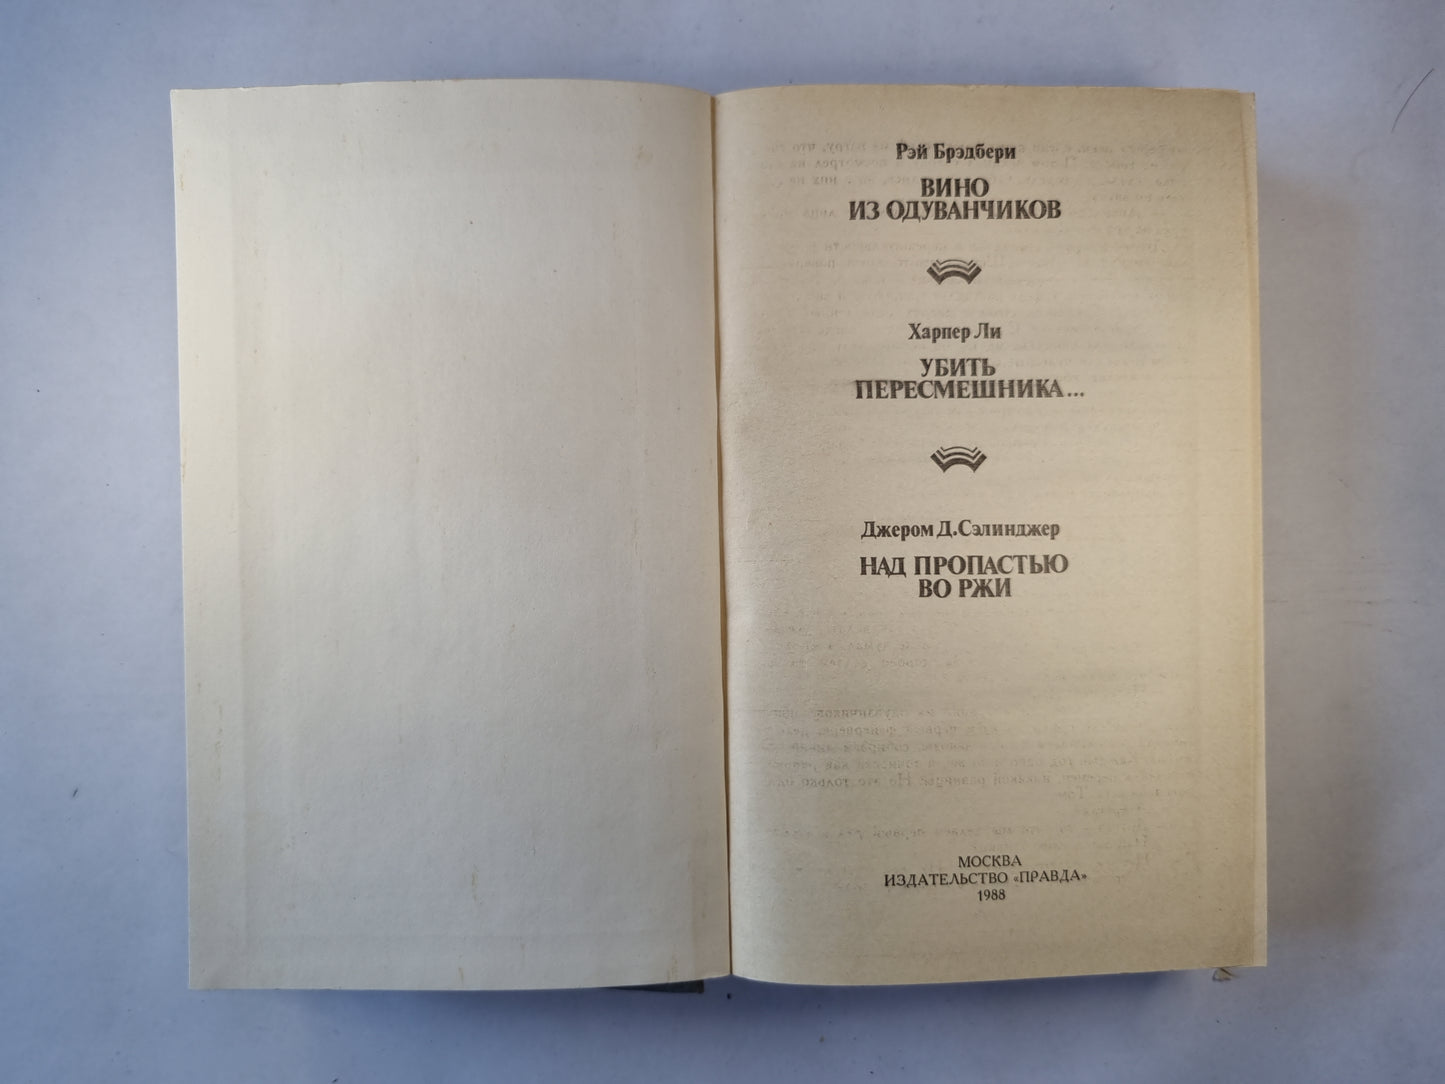 Рэй Брэдбери
ВИНО
ИЗ ОДУВАНЧИКОВ
Харпер Ли
УБИТЬ
ПЕРЕСМЕШНИКА...
Джером Д.Сэлинджер
НАД ПРОПАСТЬЮ
ВО РЖИ
МОСКВА
ИЗДАТЕЛЬСТВО «ПРАВДА»
1988